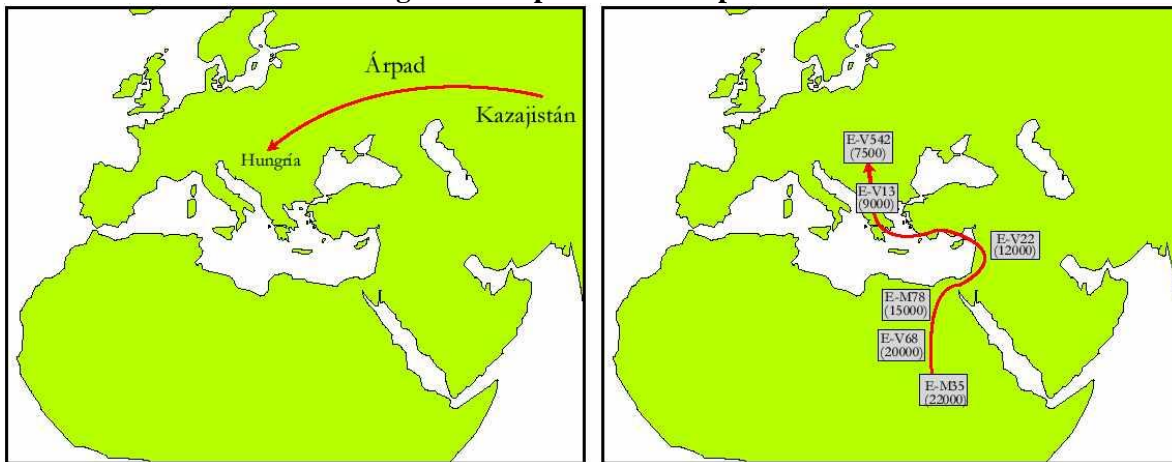 Árpad
Kazajistán
Hungría
E-V542
(7500)
E-V13
(9000)
E-V22
(12000)
E-M78
(15000)
E-V68
(20000)
E-M35
(22000)